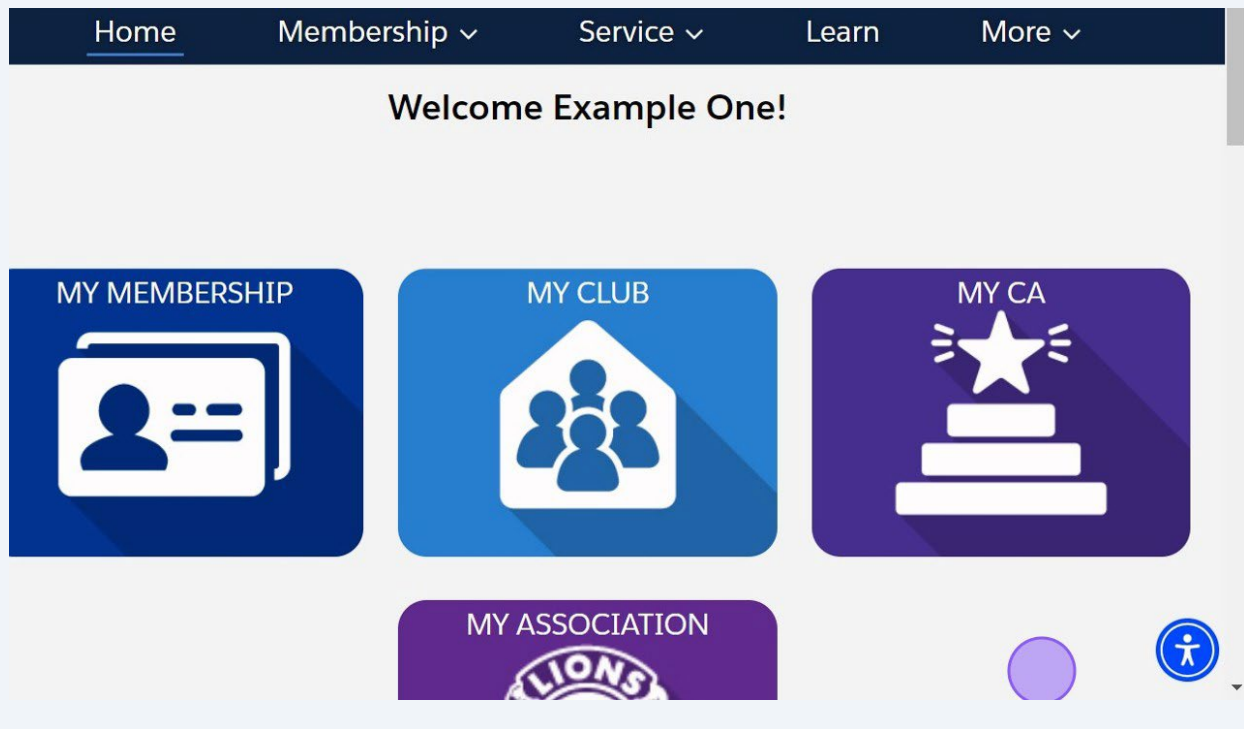 Home Membership Service Learn More
Welcome Example One!
MY MEMBERSHIP MY CLUB MY CA
MY ASSOCIATION
LIONS